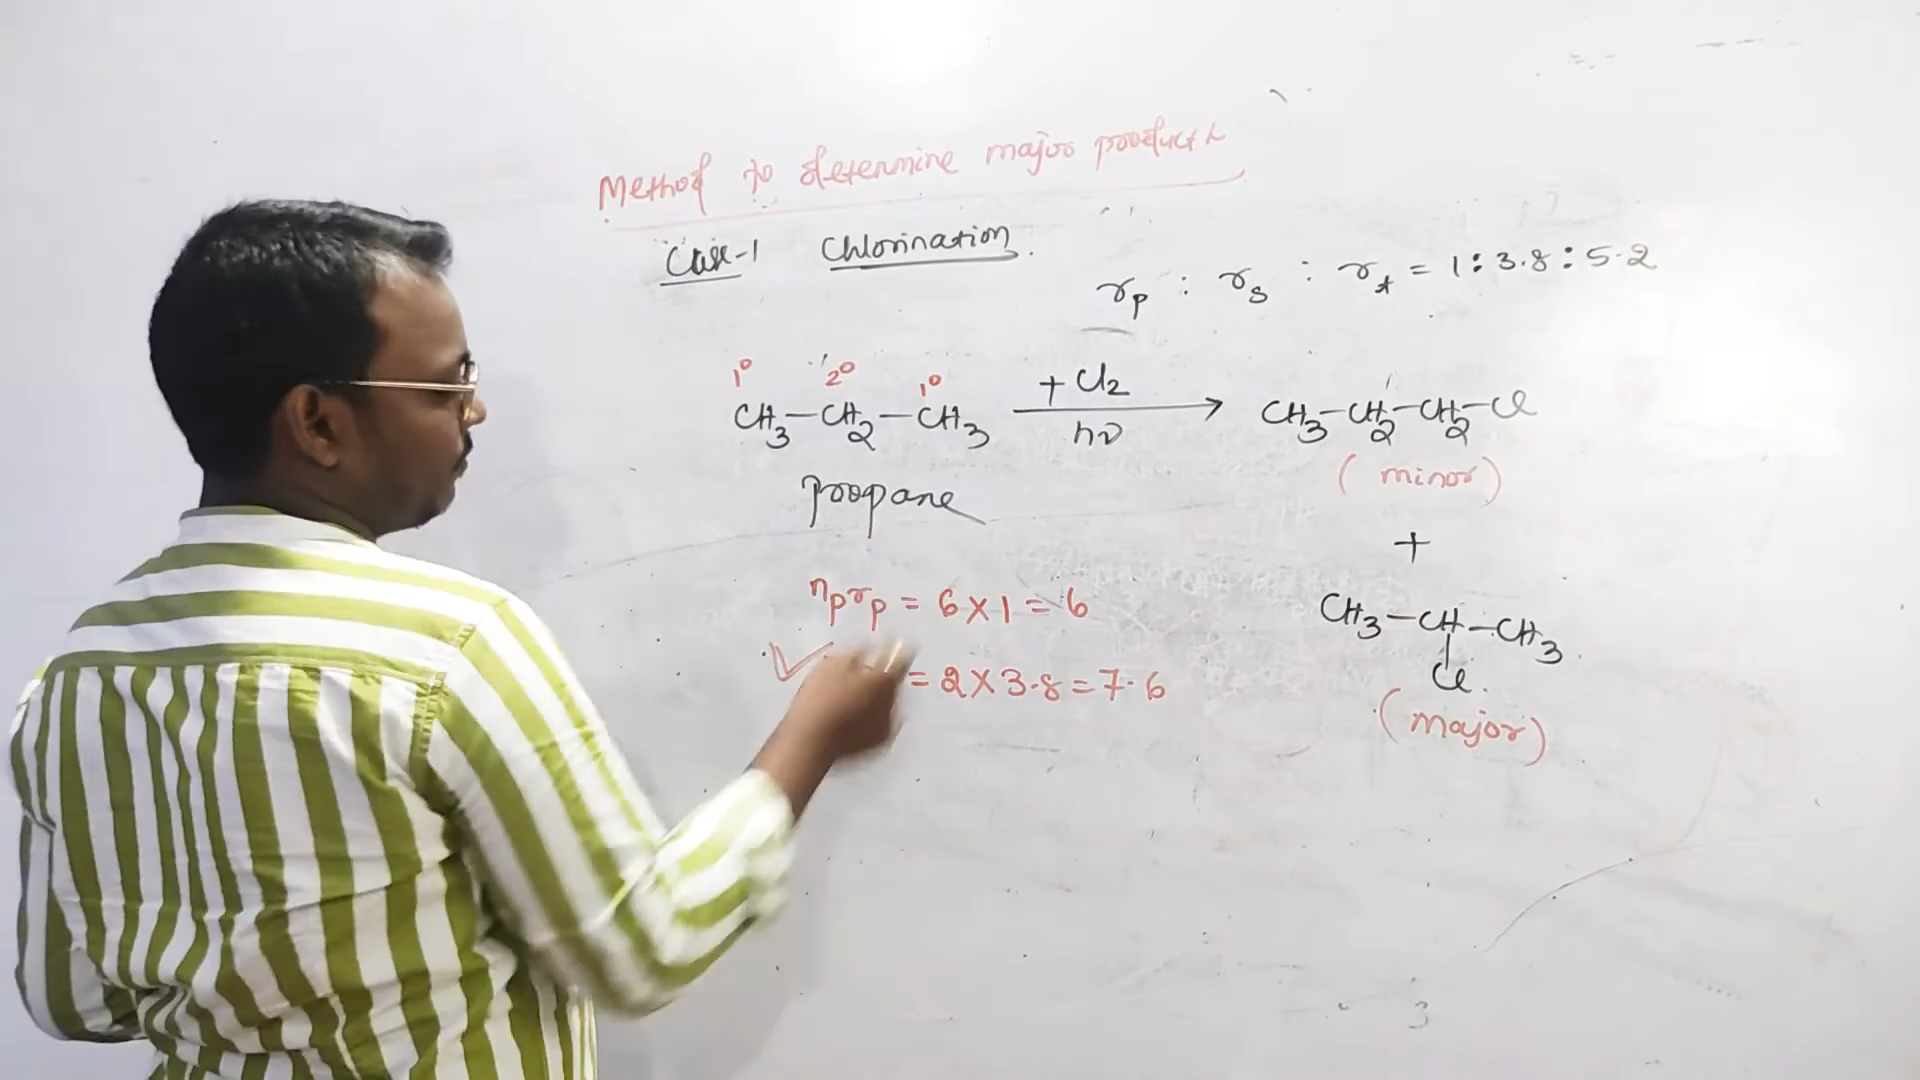 Method to determine major product
Case-1 Chlorination.
rp : rs : rt = 1 : 3.8 : 5.2
1° 2° 1°
CH3-CH2-CH3 +Cl2 hν → CH3-CH2-CH2-Cl
propane
(minor)
+
nprp = 6×1 = 6
CH3-CH-CH3
Cl.
= 2×3.8 = 7.6
(major)
3